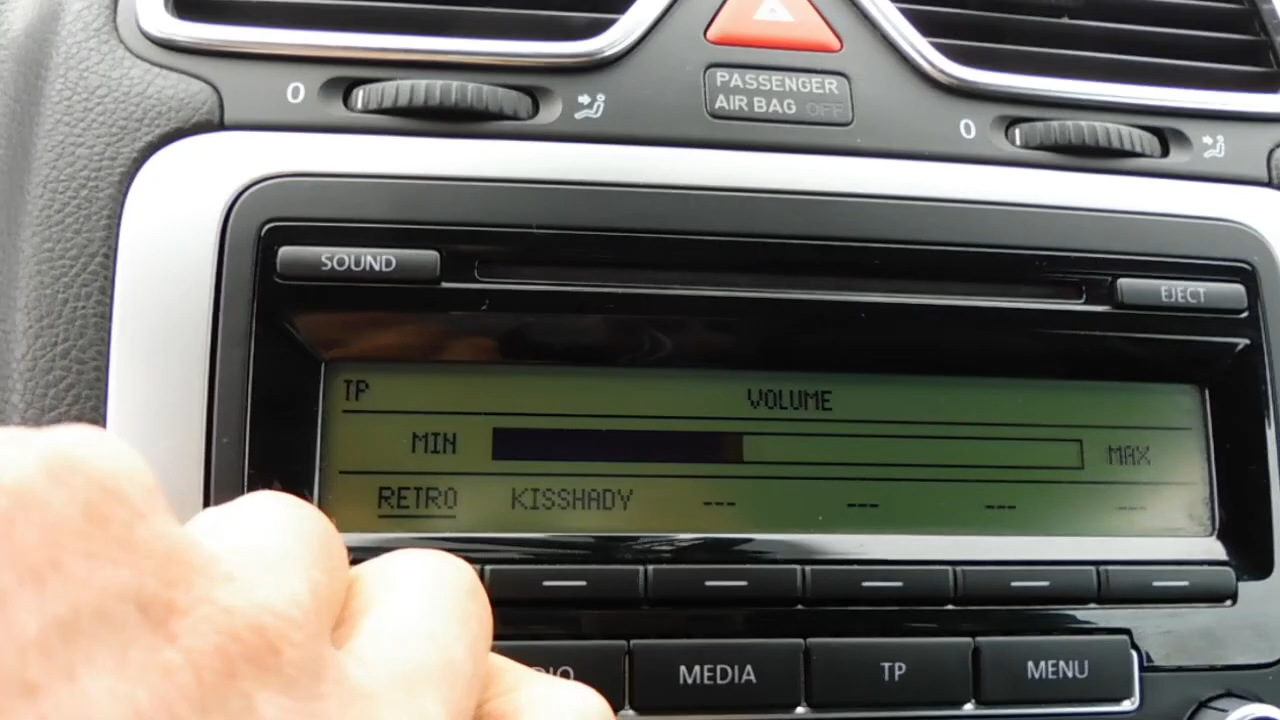 0
PASSENGER
AIR BAG OFF
0
SOUND
EJECT
TP VOLUME
MIN MAX
RETRO KISSHADY --- --- --- ---
MEDIA TP MENU